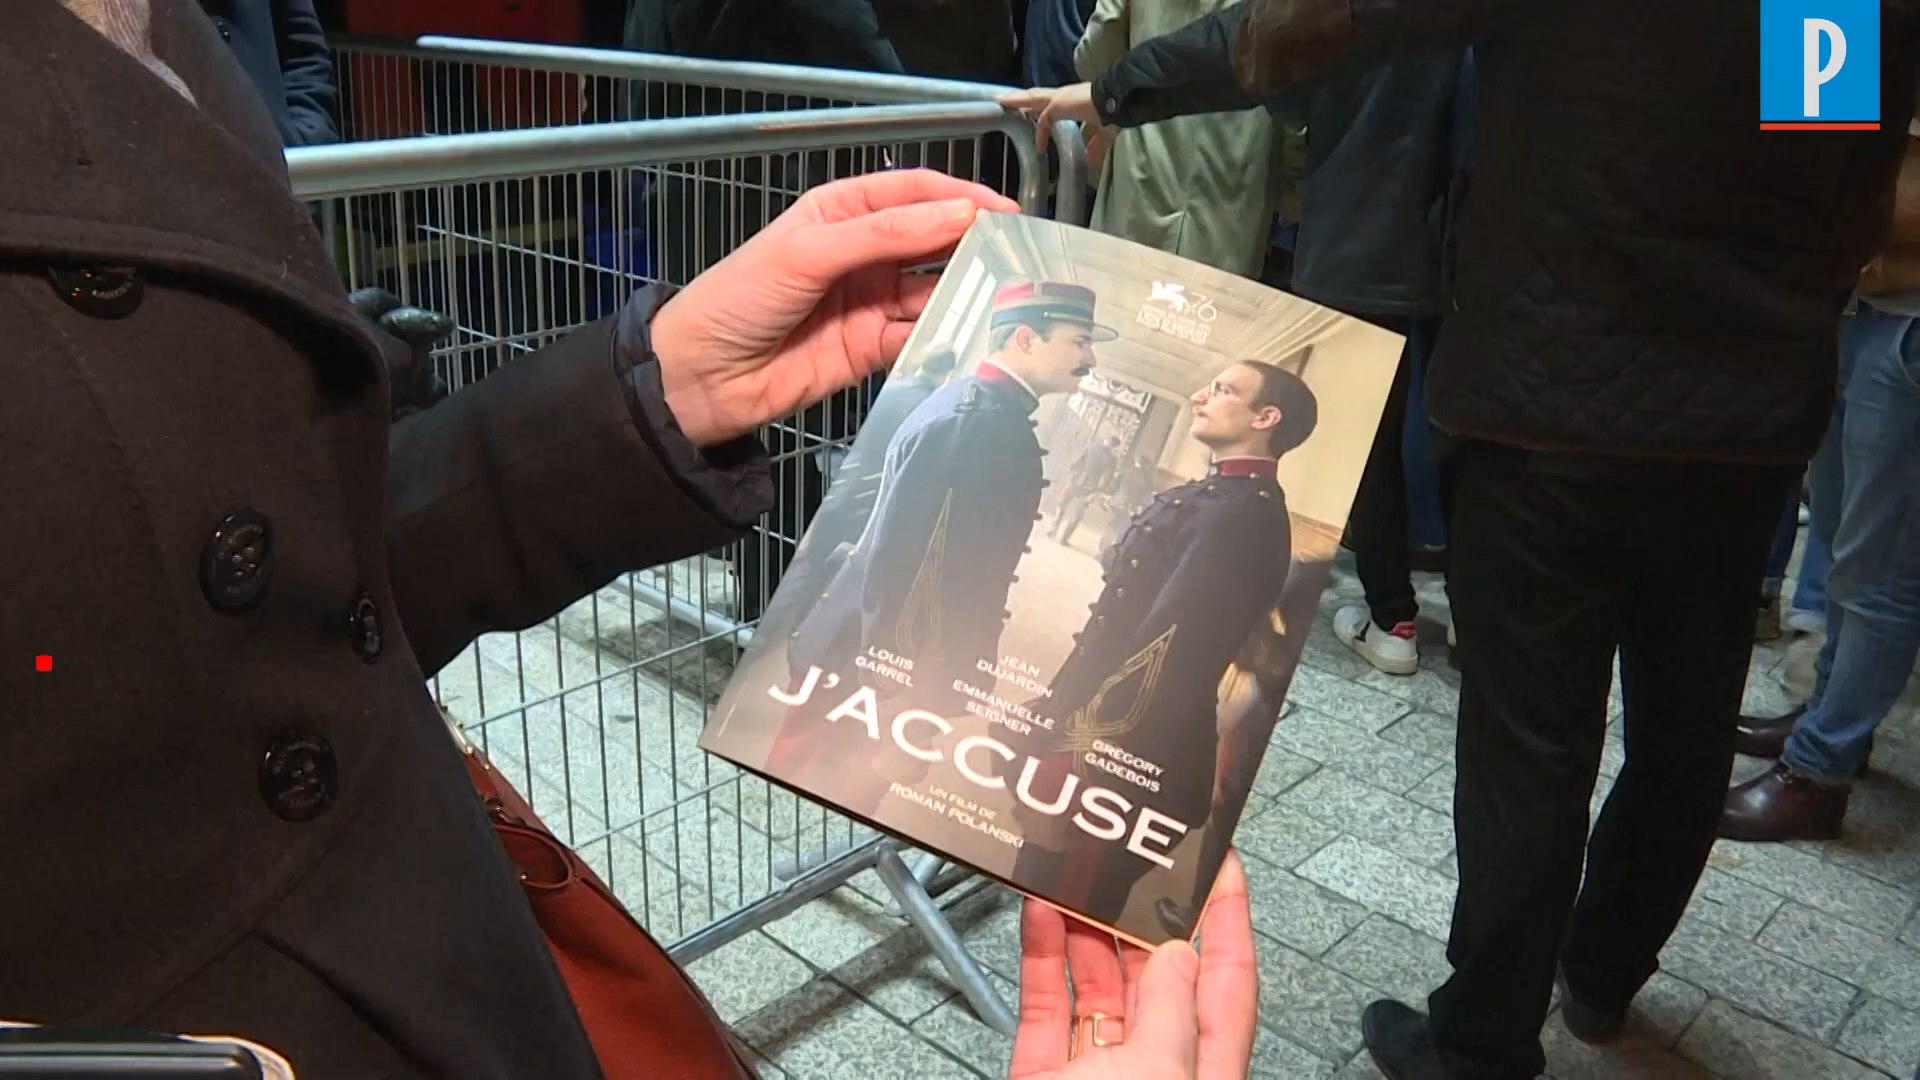 P
76
LOUIS
GARREL
JEAN
DUJARDIN
EMMANUELLE
SEIGNER
GRÉGORY
GADEBOIS
J'ACCUSE
UN FILM DE
ROMAN POLANSKI